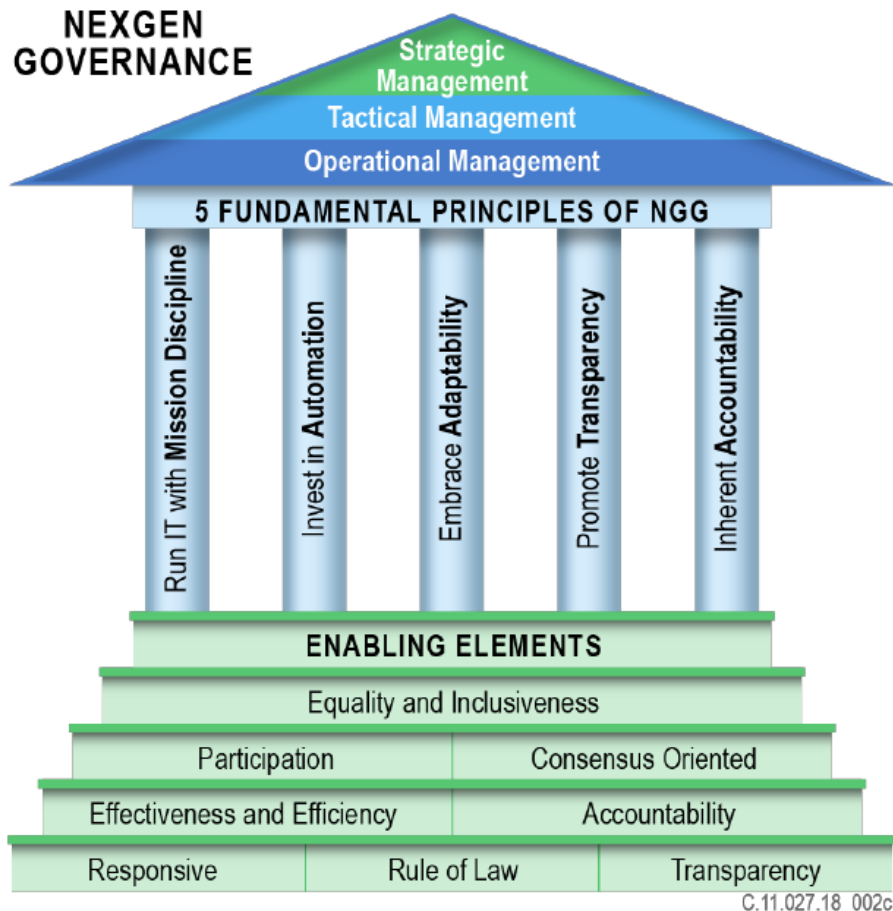 NEXGEN
GOVERNANCE
Strategic
Management
Tactical Management
Operational Management
5 FUNDAMENTAL PRINCIPLES OF NGG
Run IT with Mission Discipline
Invest in Automation
Embrace Adaptability
Promote Transparency
Inherent Accountability
ENABLING ELEMENTS
Equality and Inclusiveness
Participation
Consensus Oriented
Effectiveness and Efficiency
Accountability
Responsive
Rule of Law
Transparency
C.11.027.18_002c